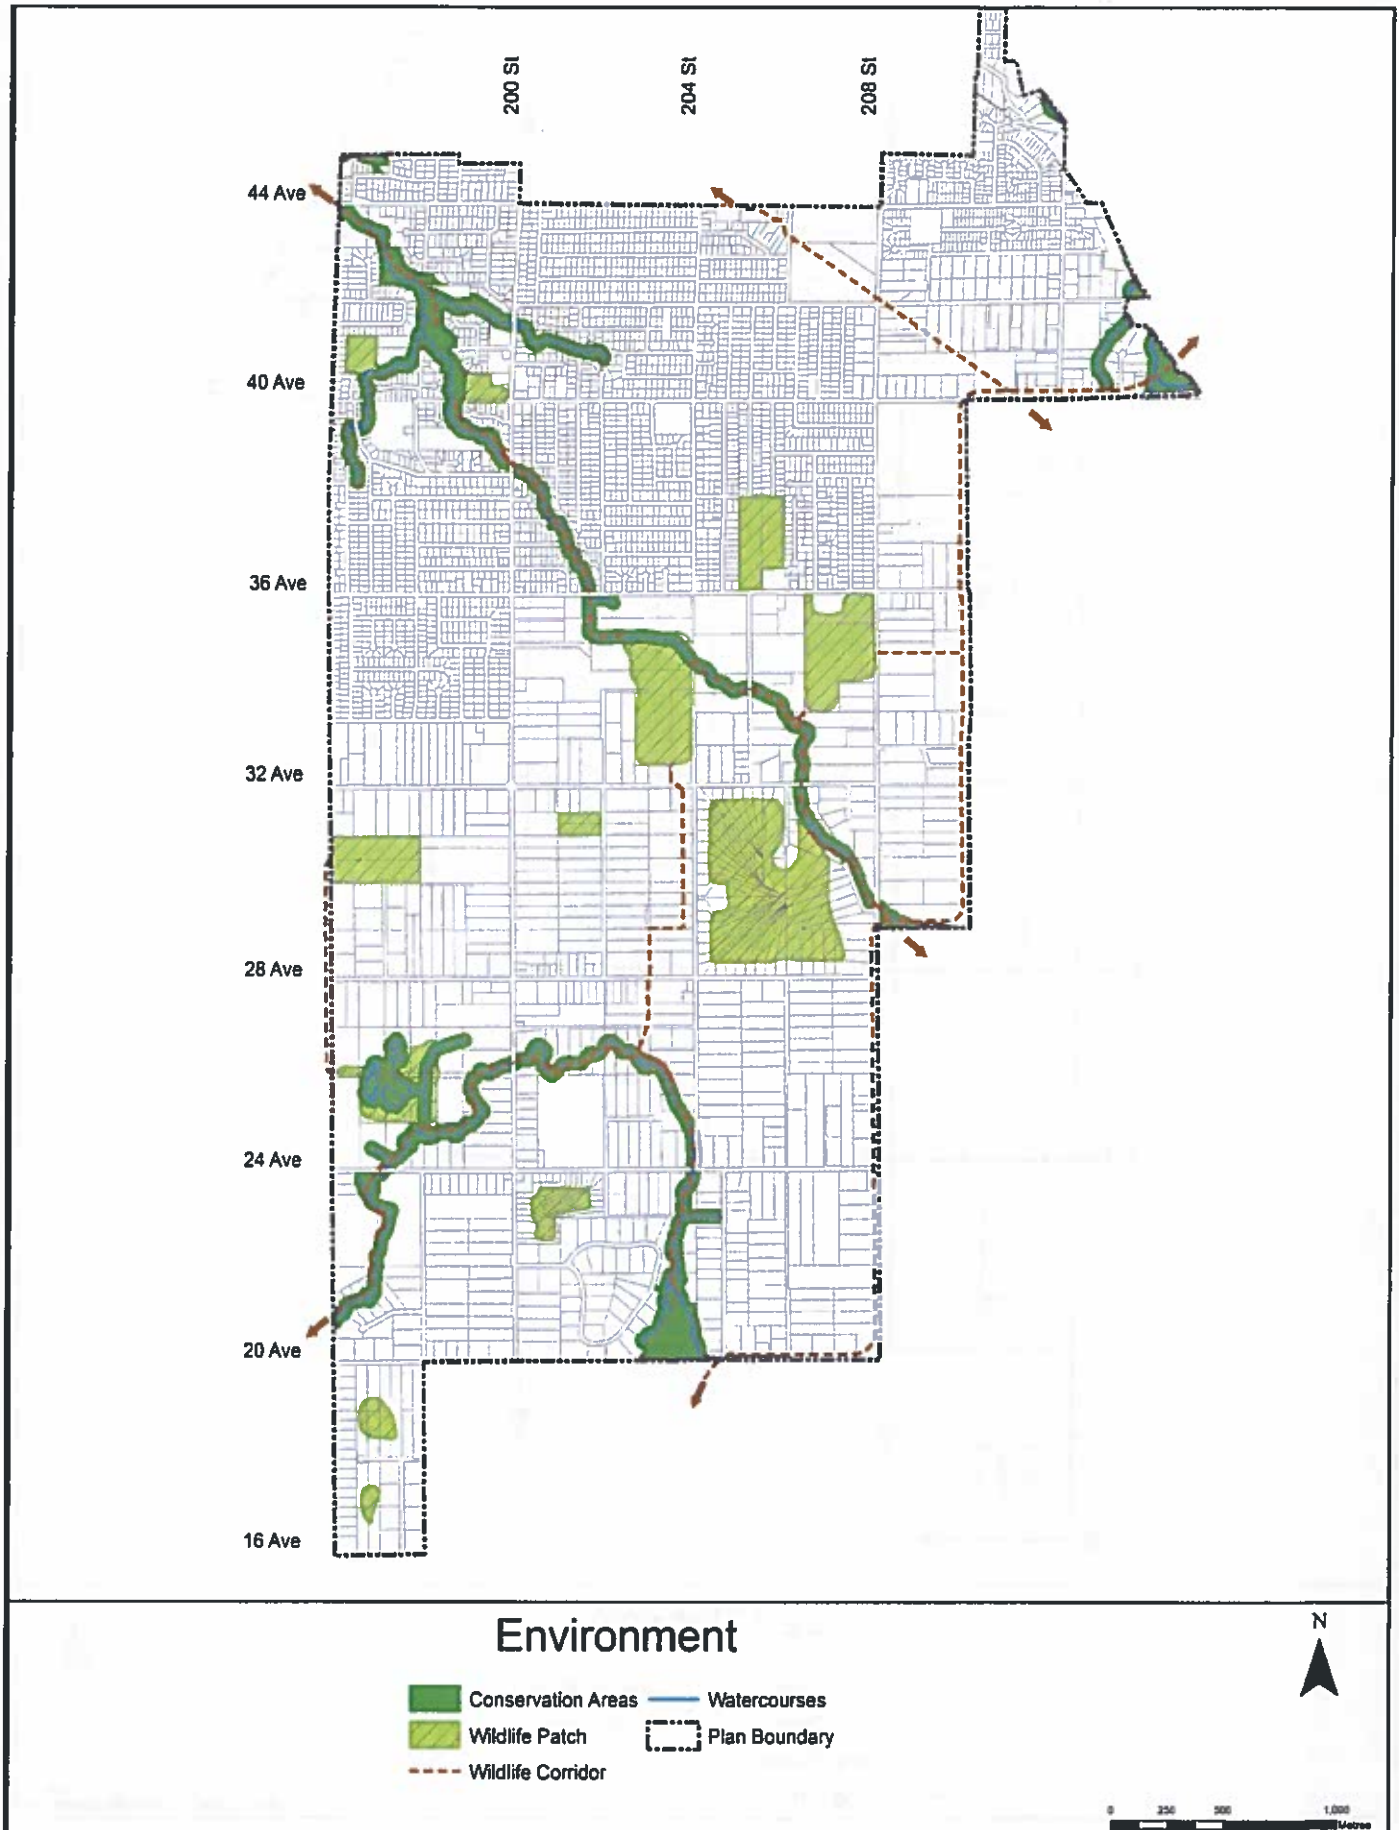 200 St
204 St
208 St
44 Ave
40 Ave
36 Ave
32 Ave
28 Ave
24 Ave
20 Ave
16 Ave
Environment
N
Conservation Areas
Watercourses
Wildlife Patch
Plan Boundary
Wildlife Corridor
0 250 500 1,000
Metres